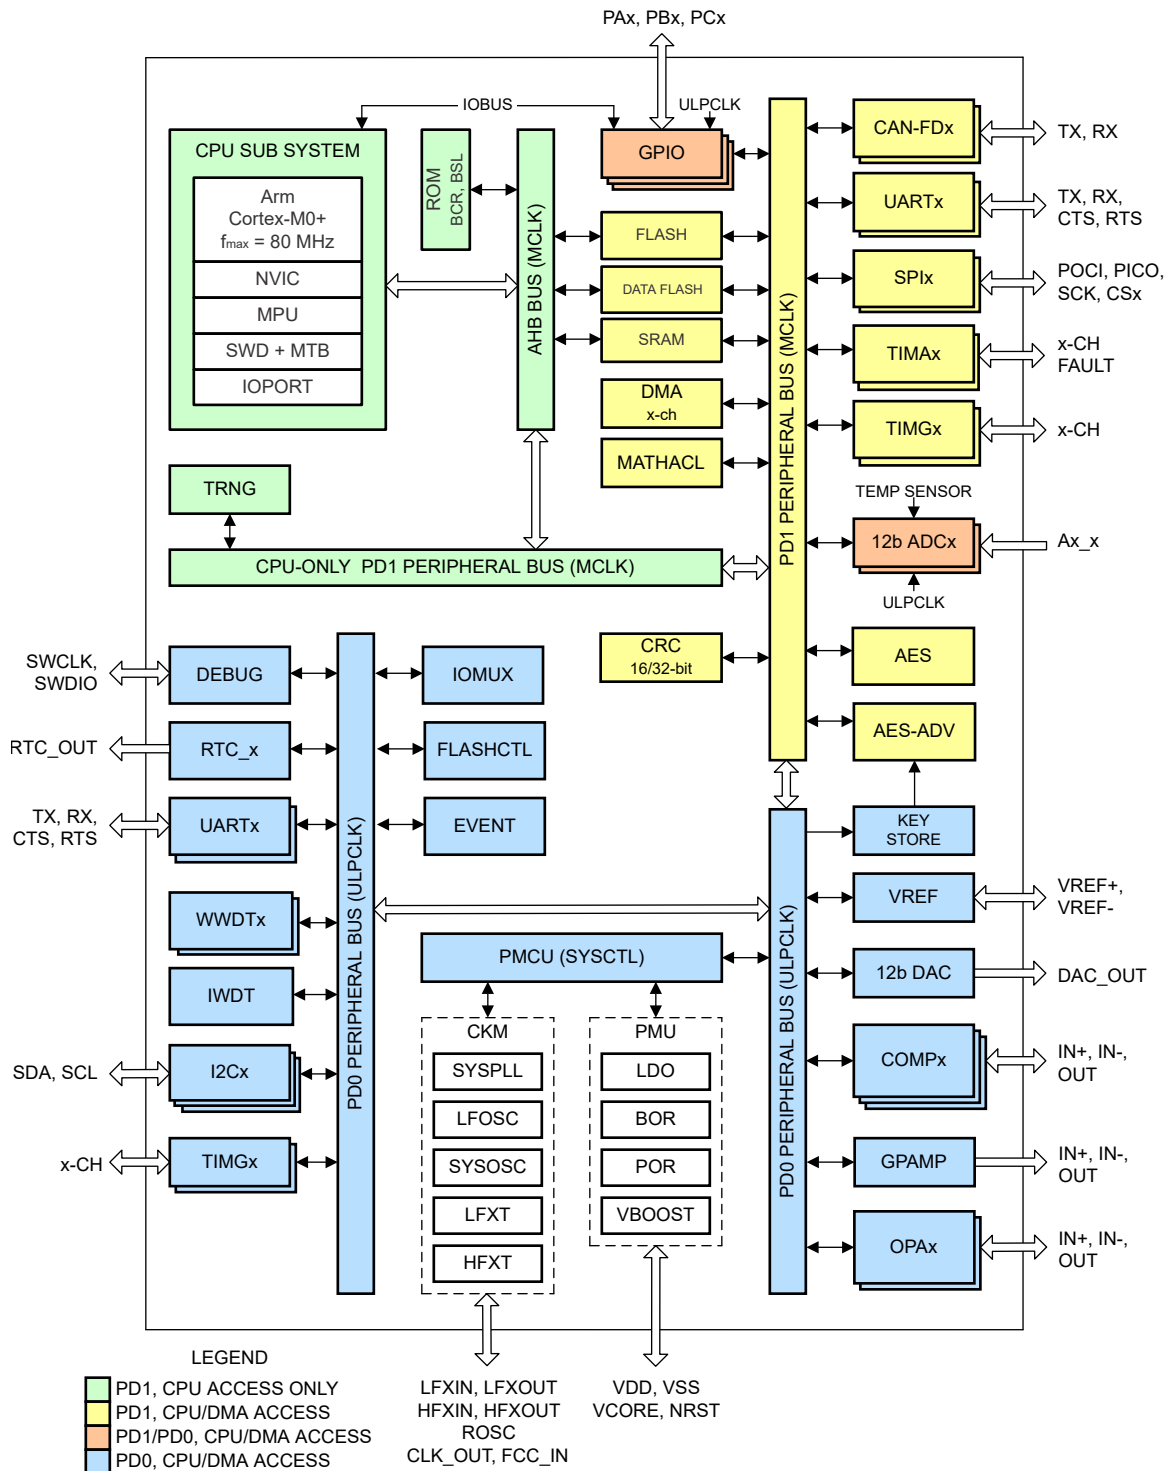 PAx, PBx, PCx
IOBUS
ULPCLK
CPU SUB SYSTEM
Arm
Cortex-M0+
fmax = 80 MHz
NVIC
MPU
SWD + MTB
IOPORT
ROM
BCR, BSL
AHB BUS (MCLK)
GPIO
FLASH
DATA FLASH
SRAM
DMA
x-ch
MATHACL
PD1 PERIPHERAL BUS (MCLK)
CAN-FDx
TX, RX
UARTx
TX, RX,
CTS, RTS
SPIx
POCI, PICO,
SCK, CSx
TIMAx
x-CH
FAULT
TIMGx
x-CH
TEMP SENSOR
12b ADCx
Ax_x
ULPCLK
TRNG
CPU-ONLY PD1 PERIPHERAL BUS (MCLK)
CRC
16/32-bit
AES
AES-ADV
SWCLK,
SWDIO
DEBUG
RTC_OUT
RTC_x
TX, RX,
CTS, RTS
UARTx
WWDTx
IWDT
SDA, SCL
I2Cx
x-CH
TIMGx
PD0 PERIPHERAL BUS (ULPCLK)
IOMUX
FLASHCTL
EVENT
PMCU (SYSCTL)
CKM
SYSPLL
LFOSC
SYSOSC
LFXT
HFXT
PMU
LDO
BOR
POR
VBOOST
PD0 PERIPHERAL BUS (ULPCLK)
KEY
STORE
VREF
VREF+,
VREF-
12b DAC
DAC_OUT
COMPx
IN+, IN-,
OUT
GPAMP
IN+, IN-,
OUT
OPAx
IN+, IN-,
OUT
LEGEND
PD1, CPU ACCESS ONLY
PD1, CPU/DMA ACCESS
PD1/PD0, CPU/DMA ACCESS
PD0, CPU/DMA ACCESS
LFXIN, LFXOUT
HFXIN, HFXOUT
ROSC
CLK_OUT, FCC_IN
VDD, VSS
VCORE, NRST